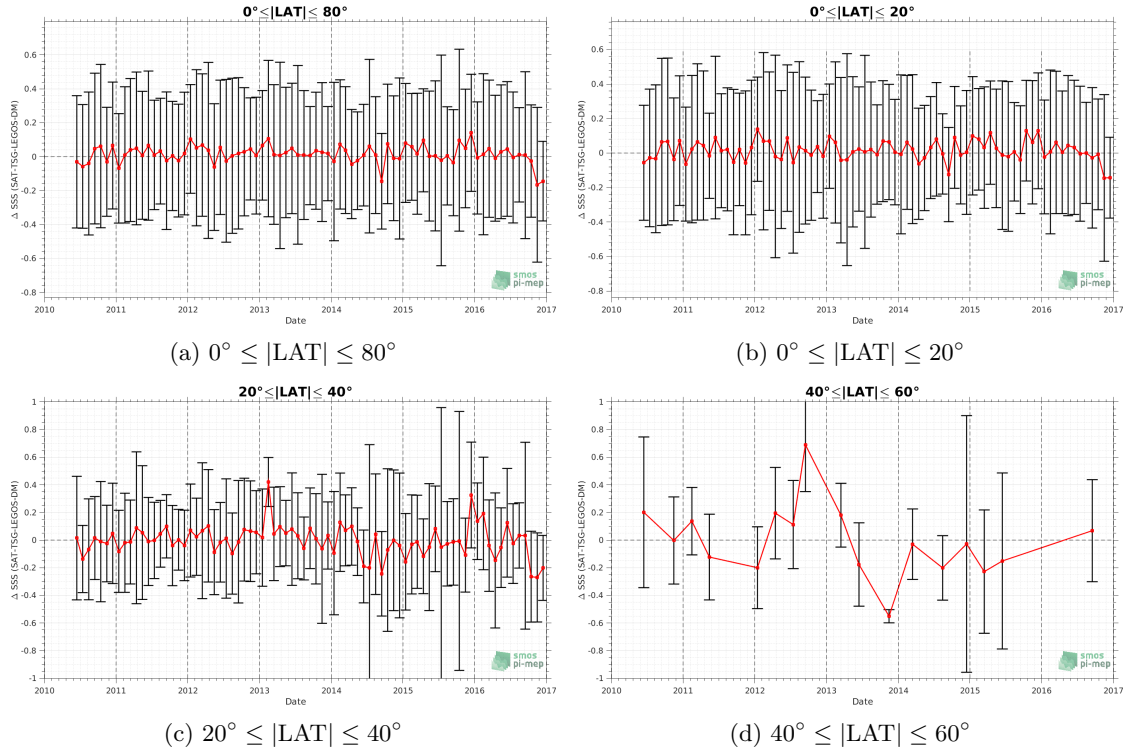 0°≤|LAT|≤ 80°
Δ SSS (SAT-TSG-LEGOS-DM)
0.6
0.4
0.2
0
-0.2
-0.4
-0.6
-0.8
2010 2011 2012 2013 2014 2015 2016 2017
Date
smos
pi-mep
(a) 0° ≤ |LAT| ≤ 80°
0°≤|LAT|≤ 20°
Δ SSS (SAT-TSG-LEGOS-DM)
0.6
0.4
0.2
0
-0.2
-0.4
-0.6
-0.8
2010 2011 2012 2013 2014 2015 2016 2017
Date
smos
pi-mep
(b) 0° ≤ |LAT| ≤ 20°
20°≤|LAT|≤ 40°
Δ SSS (SAT-TSG-LEGOS-DM)
1
0.8
0.6
0.4
0.2
0
-0.2
-0.4
-0.6
-0.8
-1
2010 2011 2012 2013 2014 2015 2016 2017
Date
smos
pi-mep
(c) 20° ≤ |LAT| ≤ 40°
40°≤|LAT|≤ 60°
Δ SSS (SAT-TSG-LEGOS-DM)
1
0.8
0.6
0.4
0.2
0
-0.2
-0.4
-0.6
-0.8
-1
2010 2011 2012 2013 2014 2015 2016 2017
Date
smos
pi-mep
(d) 40° ≤ |LAT| ≤ 60°